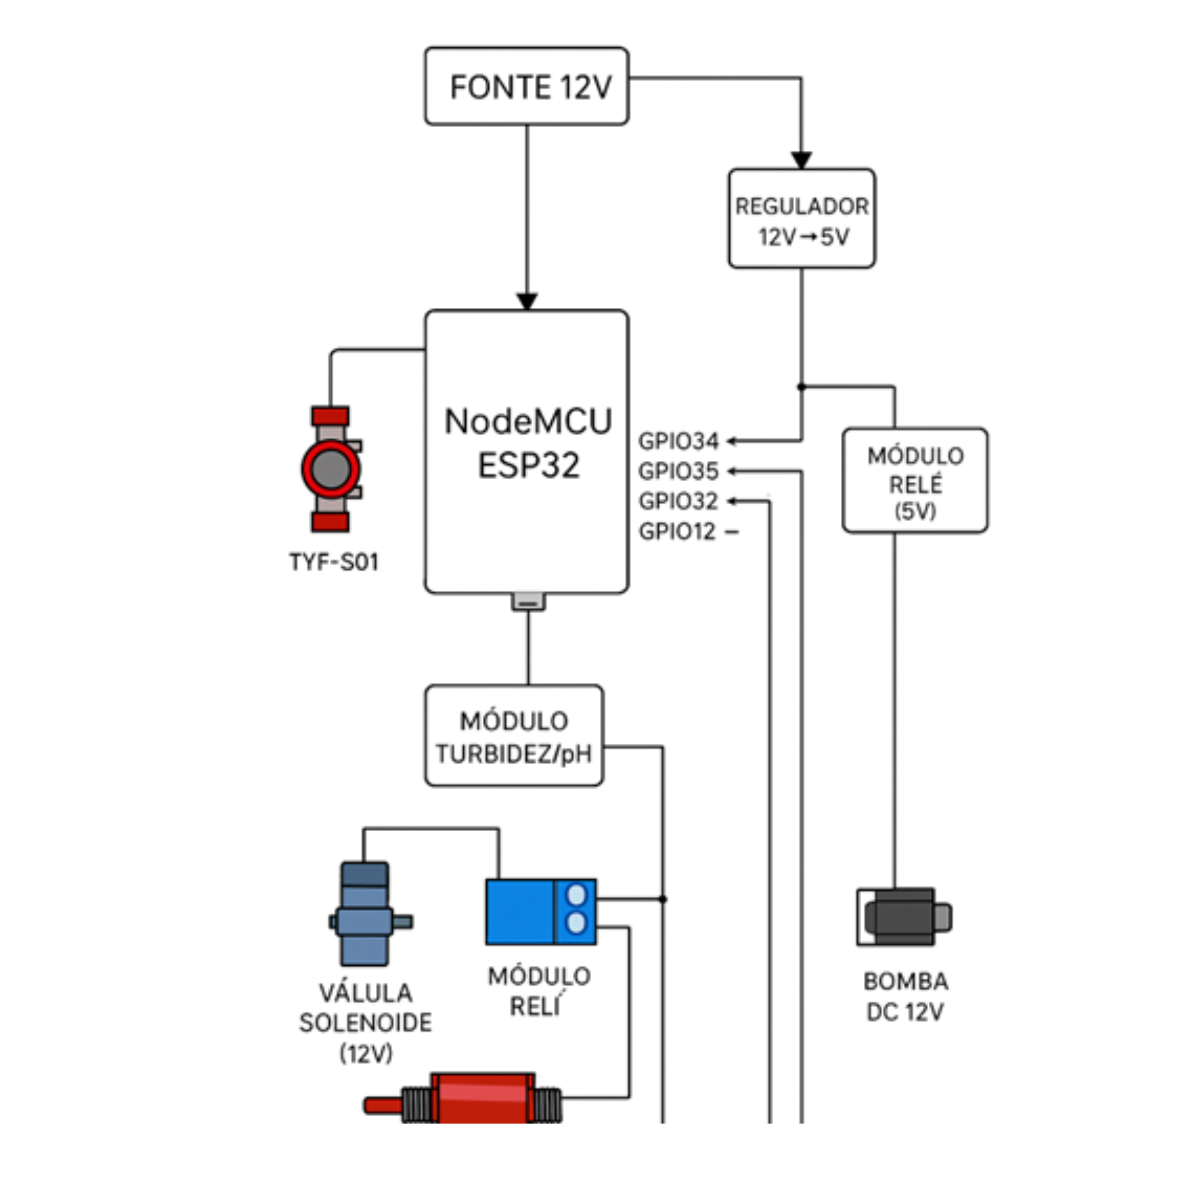 FONTE 12V
REGULADOR
12V→5V
NodeMCU
ESP32
GPIO34
GPIO35
GPIO32
GPIO12 –
MÓDULO
RELÉ
(5V)
TYF-S01
MÓDULO
TURBIDEZ/pH
VÁLULA
SOLENOIDE
(12V)
MÓDULO
RELÍ
BOMBA
DC 12V